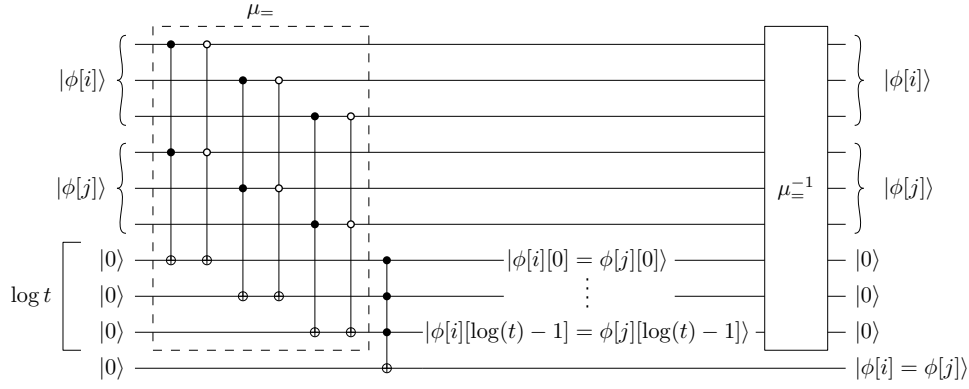 μ₌
|ϕ[i]⟩ |ϕ[i]⟩
|ϕ[j]⟩ μ₌⁻¹ |ϕ[j]⟩
|0⟩ |ϕ[i][0] = ϕ[j][0]⟩ |0⟩
log t |0⟩ ⋮ |0⟩
|0⟩ |ϕ[i][log(t) − 1] = ϕ[j][log(t) − 1]⟩ |0⟩
|0⟩ |ϕ[i] = ϕ[j]⟩